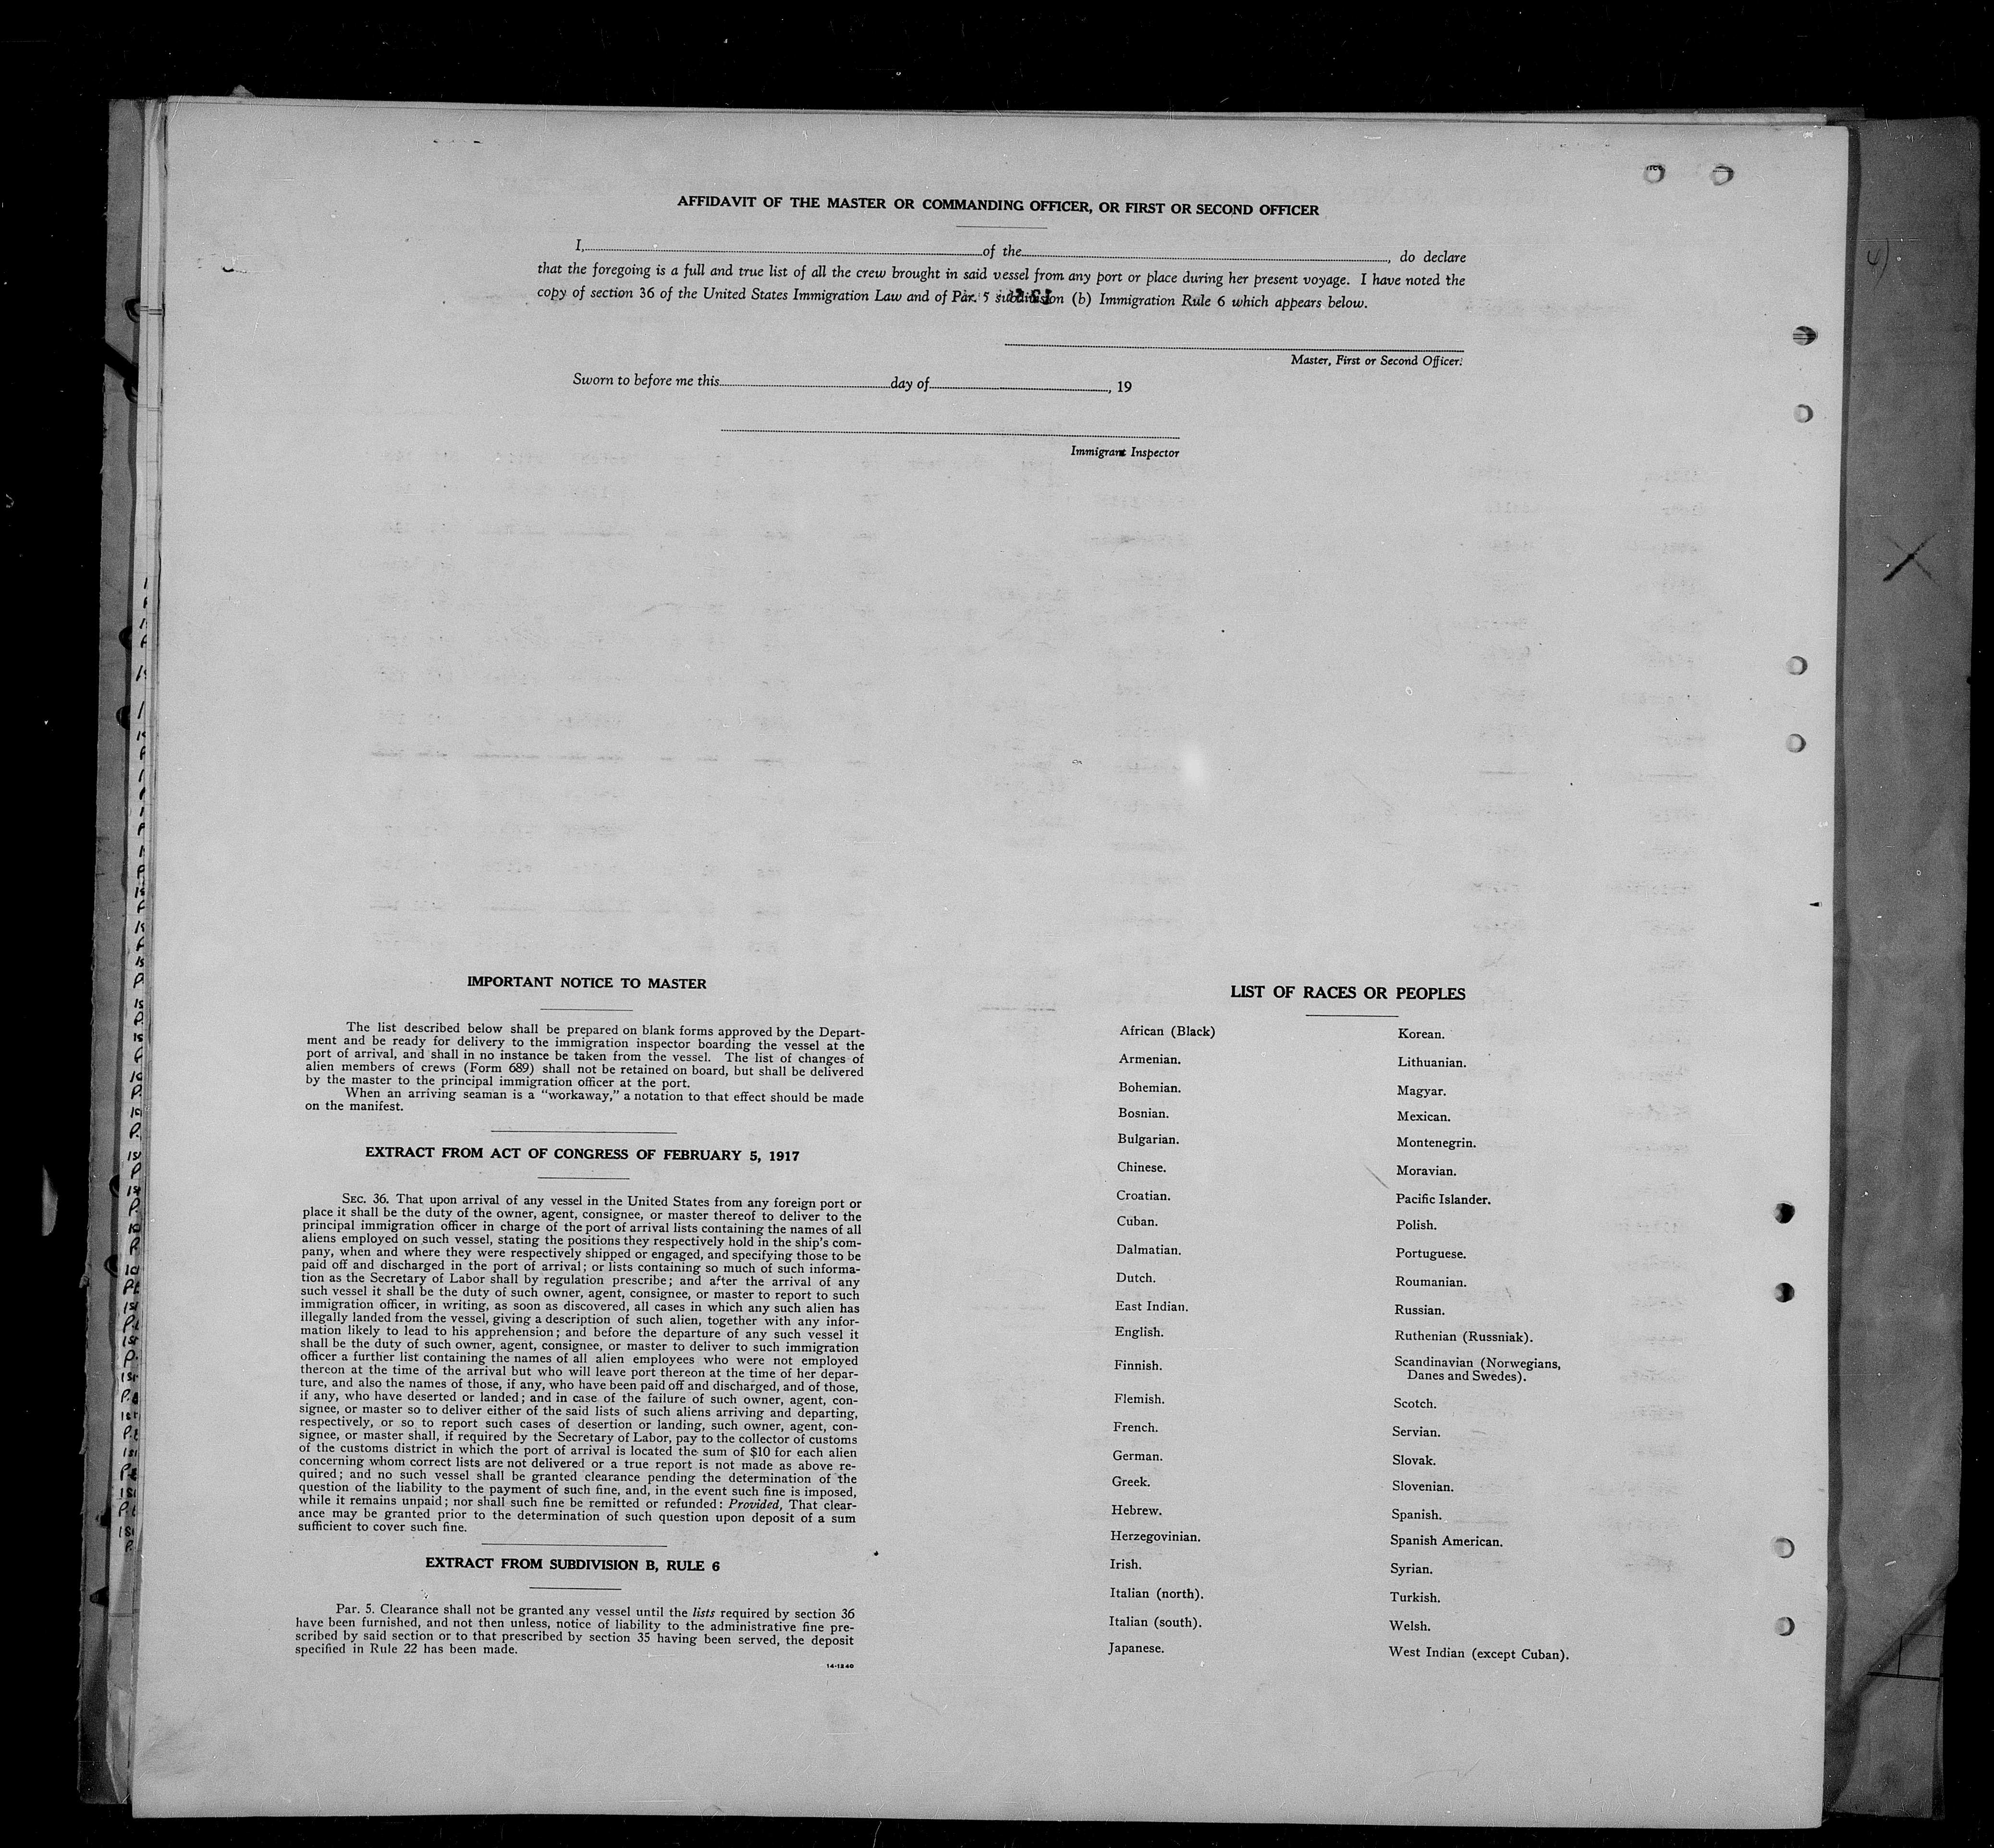 AFFIDAVIT OF THE MASTER OR COMMANDING OFFICER, OR FIRST OR SECOND OFFICER
I, of the , do declare
that the foregoing is a full and true list of all the crew brought in said vessel from any port or place during her present voyage. I have noted the
copy of section 36 of the United States Immigration Law and of Par. 5 subdivision (b) Immigration Rule 6 which appears below.
Master, First or Second Officer.
Sworn to before me this day of , 19
Immigrant Inspector
IMPORTANT NOTICE TO MASTER
The list described below shall be prepared on blank forms approved by the Depart-
ment and be ready for delivery to the immigration inspector boarding the vessel at the
port of arrival, and shall in no instance be taken from the vessel. The list of changes of
alien members of crews (Form 689) shall not be retained on board, but shall be delivered
by the master to the principal immigration officer at the port.
When an arriving seaman is a "workaway," a notation to that effect should be made
on the manifest.
EXTRACT FROM ACT OF CONGRESS OF FEBRUARY 5, 1917
SEC. 36. That upon arrival of any vessel in the United States from any foreign port or
place it shall be the duty of the owner, agent, consignee, or master thereof to deliver to the
principal immigration officer in charge of the port of arrival lists containing the names of all
aliens employed on such vessel, stating the positions they respectively hold in the ship's com-
pany, when and where they were respectively shipped or engaged, and specifying those to be
paid off and discharged in the port of arrival; or lists containing so much of such informa-
tion as the Secretary of Labor shall by regulation prescribe; and after the arrival of any
such vessel it shall be the duty of such owner, agent, consignee, or master to report to such
immigration officer, in writing, as soon as discovered, all cases in which any such alien has
illegally landed from the vessel, giving a description of such alien, together with any infor-
mation likely to lead to his apprehension; and before the departure of any such vessel it
shall be the duty of such owner, agent, consignee, or master to deliver to such immigration
officer a further list containing the names of all alien employees who were not employed
thereon at the time of the arrival but who will leave port thereon at the time of her depar-
ture, and also the names of those, if any, who have been paid off and discharged, and of those,
if any, who have deserted or landed; and in case of the failure of such owner, agent, con-
signee, or master so to deliver either of the said lists of such aliens arriving and departing,
respectively, or so to report such cases of desertion or landing, such owner, agent, con-
signee, or master shall, if required by the Secretary of Labor, pay to the collector of customs
of the customs district in which the port of arrival is located the sum of $10 for each alien
concerning whom correct lists are not delivered or a true report is not made as above re-
quired; and no such vessel shall be granted clearance pending the determination of the
question of the liability to the payment of such fine, and, in the event such fine is imposed,
while it remains unpaid; nor shall such fine be remitted or refunded: Provided, That clear-
ance may be granted prior to the determination of such question upon deposit of a sum
sufficient to cover such fine.
EXTRACT FROM SUBDIVISION B, RULE 6
Par. 5. Clearance shall not be granted any vessel until the lists required by section 36
have been furnished, and not then unless, notice of liability to the administrative fine pre-
scribed by said section or to that prescribed by section 35 having been served, the deposit
specified in Rule 22 has been made.
14-1240
LIST OF RACES OR PEOPLES
African (Black)
Armenian.
Bohemian.
Bosnian.
Bulgarian.
Chinese.
Croatian.
Cuban.
Dalmatian.
Dutch.
East Indian.
English.
Finnish.
Flemish.
French.
German.
Greek.
Hebrew.
Herzegovinian.
Irish.
Italian (north).
Italian (south).
Japanese.
Korean.
Lithuanian.
Magyar.
Mexican.
Montenegrin.
Moravian.
Pacific Islander.
Polish.
Portuguese.
Roumanian.
Russian.
Ruthenian (Russniak).
Scandinavian (Norwegians,
Danes and Swedes).
Scotch.
Servian.
Slovak.
Slovenian.
Spanish.
Spanish American.
Syrian.
Turkish.
Welsh.
West Indian (except Cuban).